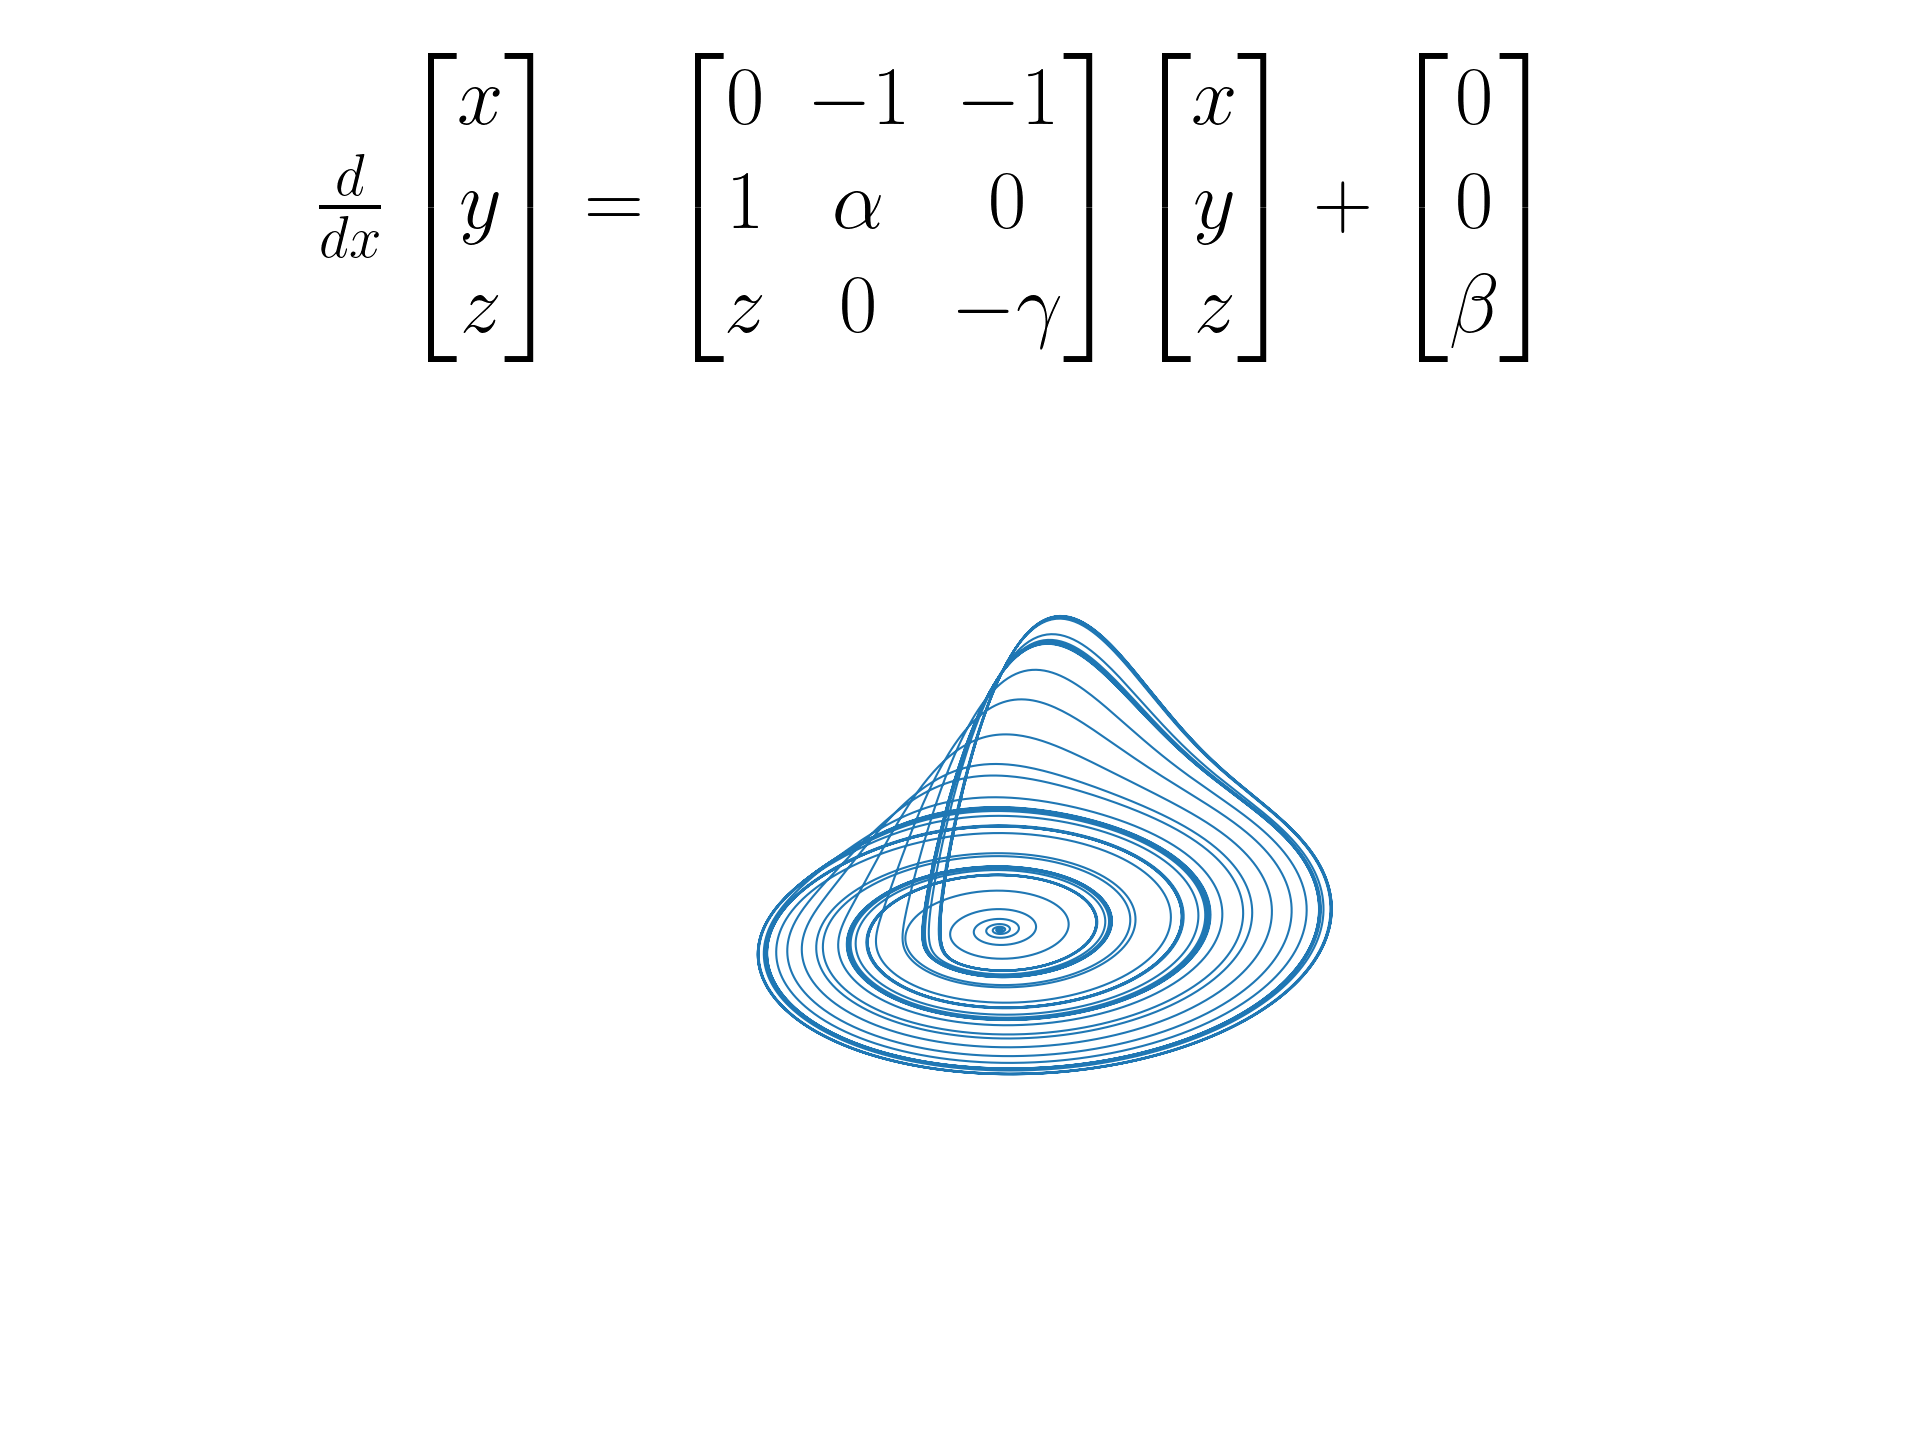 \frac{d}{dx} \begin{bmatrix} x \\ y \\ z \end{bmatrix} = \begin{bmatrix} 0 & -1 & -1 \\ 1 & \alpha & 0 \\ z & 0 & -\gamma \end{bmatrix} \begin{bmatrix} x \\ y \\ z \end{bmatrix} + \begin{bmatrix} 0 \\ 0 \\ \beta \end{bmatrix}